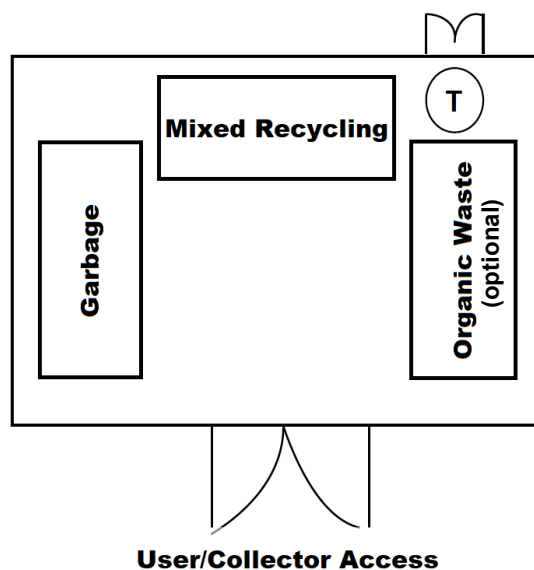 Mixed Recycling
T
Garbage
Organic Waste
(optional)
User/Collector Access